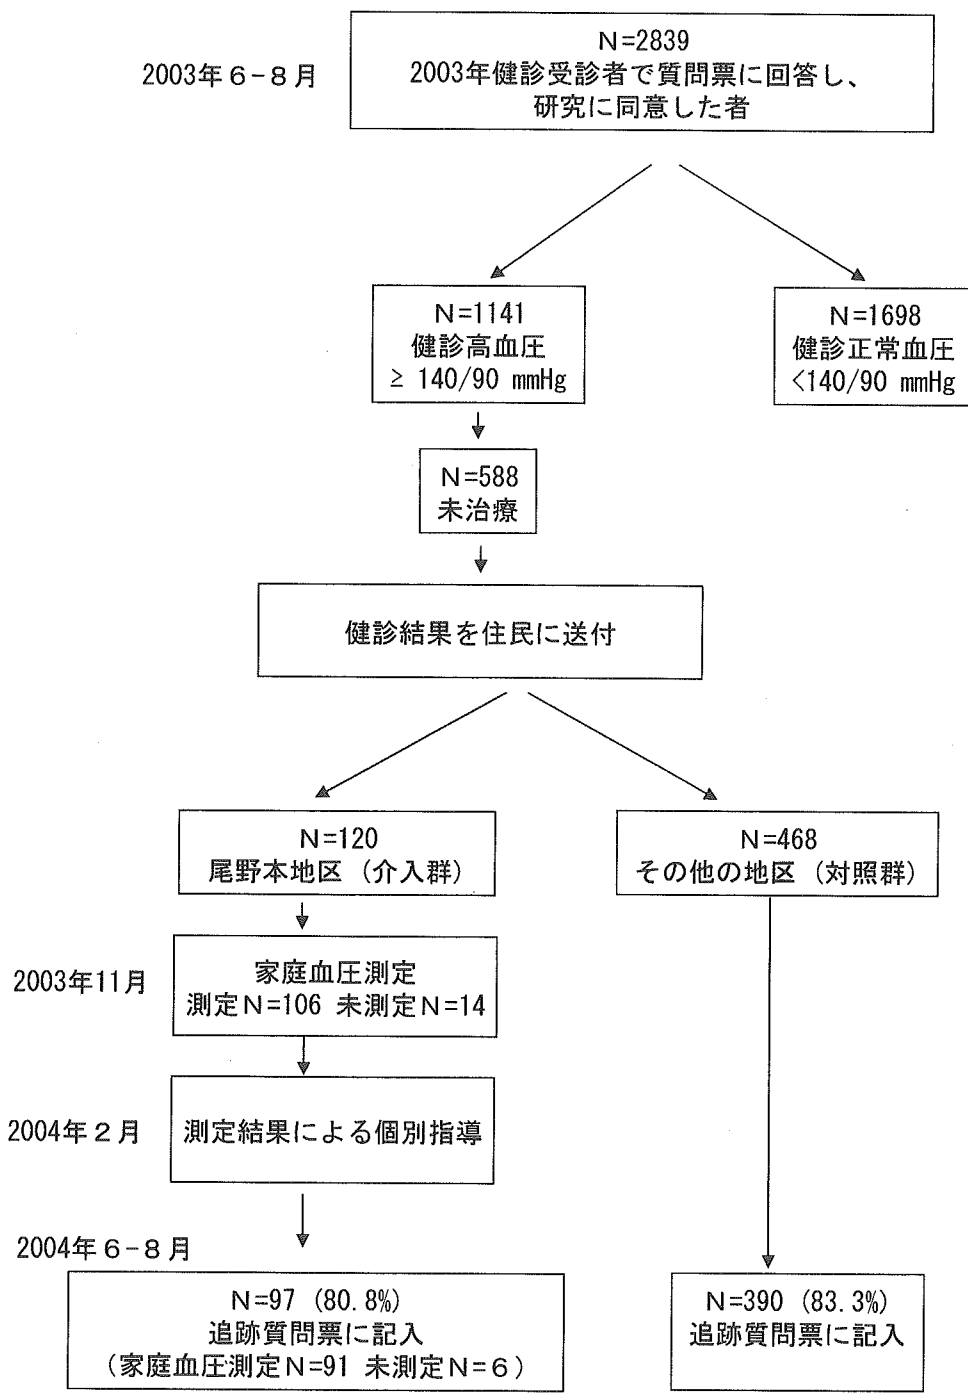 2003年６-８月
Ｎ=2839
2003年健診受診者で質問票に回答し、
研究に同意した者
Ｎ=1141
健診高血圧
≥ 140/90 mmHg
Ｎ=1698
健診正常血圧
<140/90 mmHg
Ｎ=588
未治療
健診結果を住民に送付
Ｎ=120
尾野本地区（介入群）
Ｎ=468
その他の地区（対照群）
2003年11月
家庭血圧測定
測定Ｎ=106 未測定Ｎ=14
2004年２月
測定結果による個別指導
2004年６-８月
Ｎ=97 (80.8%)
追跡質問票に記入
（家庭血圧測定Ｎ=91 未測定Ｎ=６）
Ｎ=390 (83.3%)
追跡質問票に記入